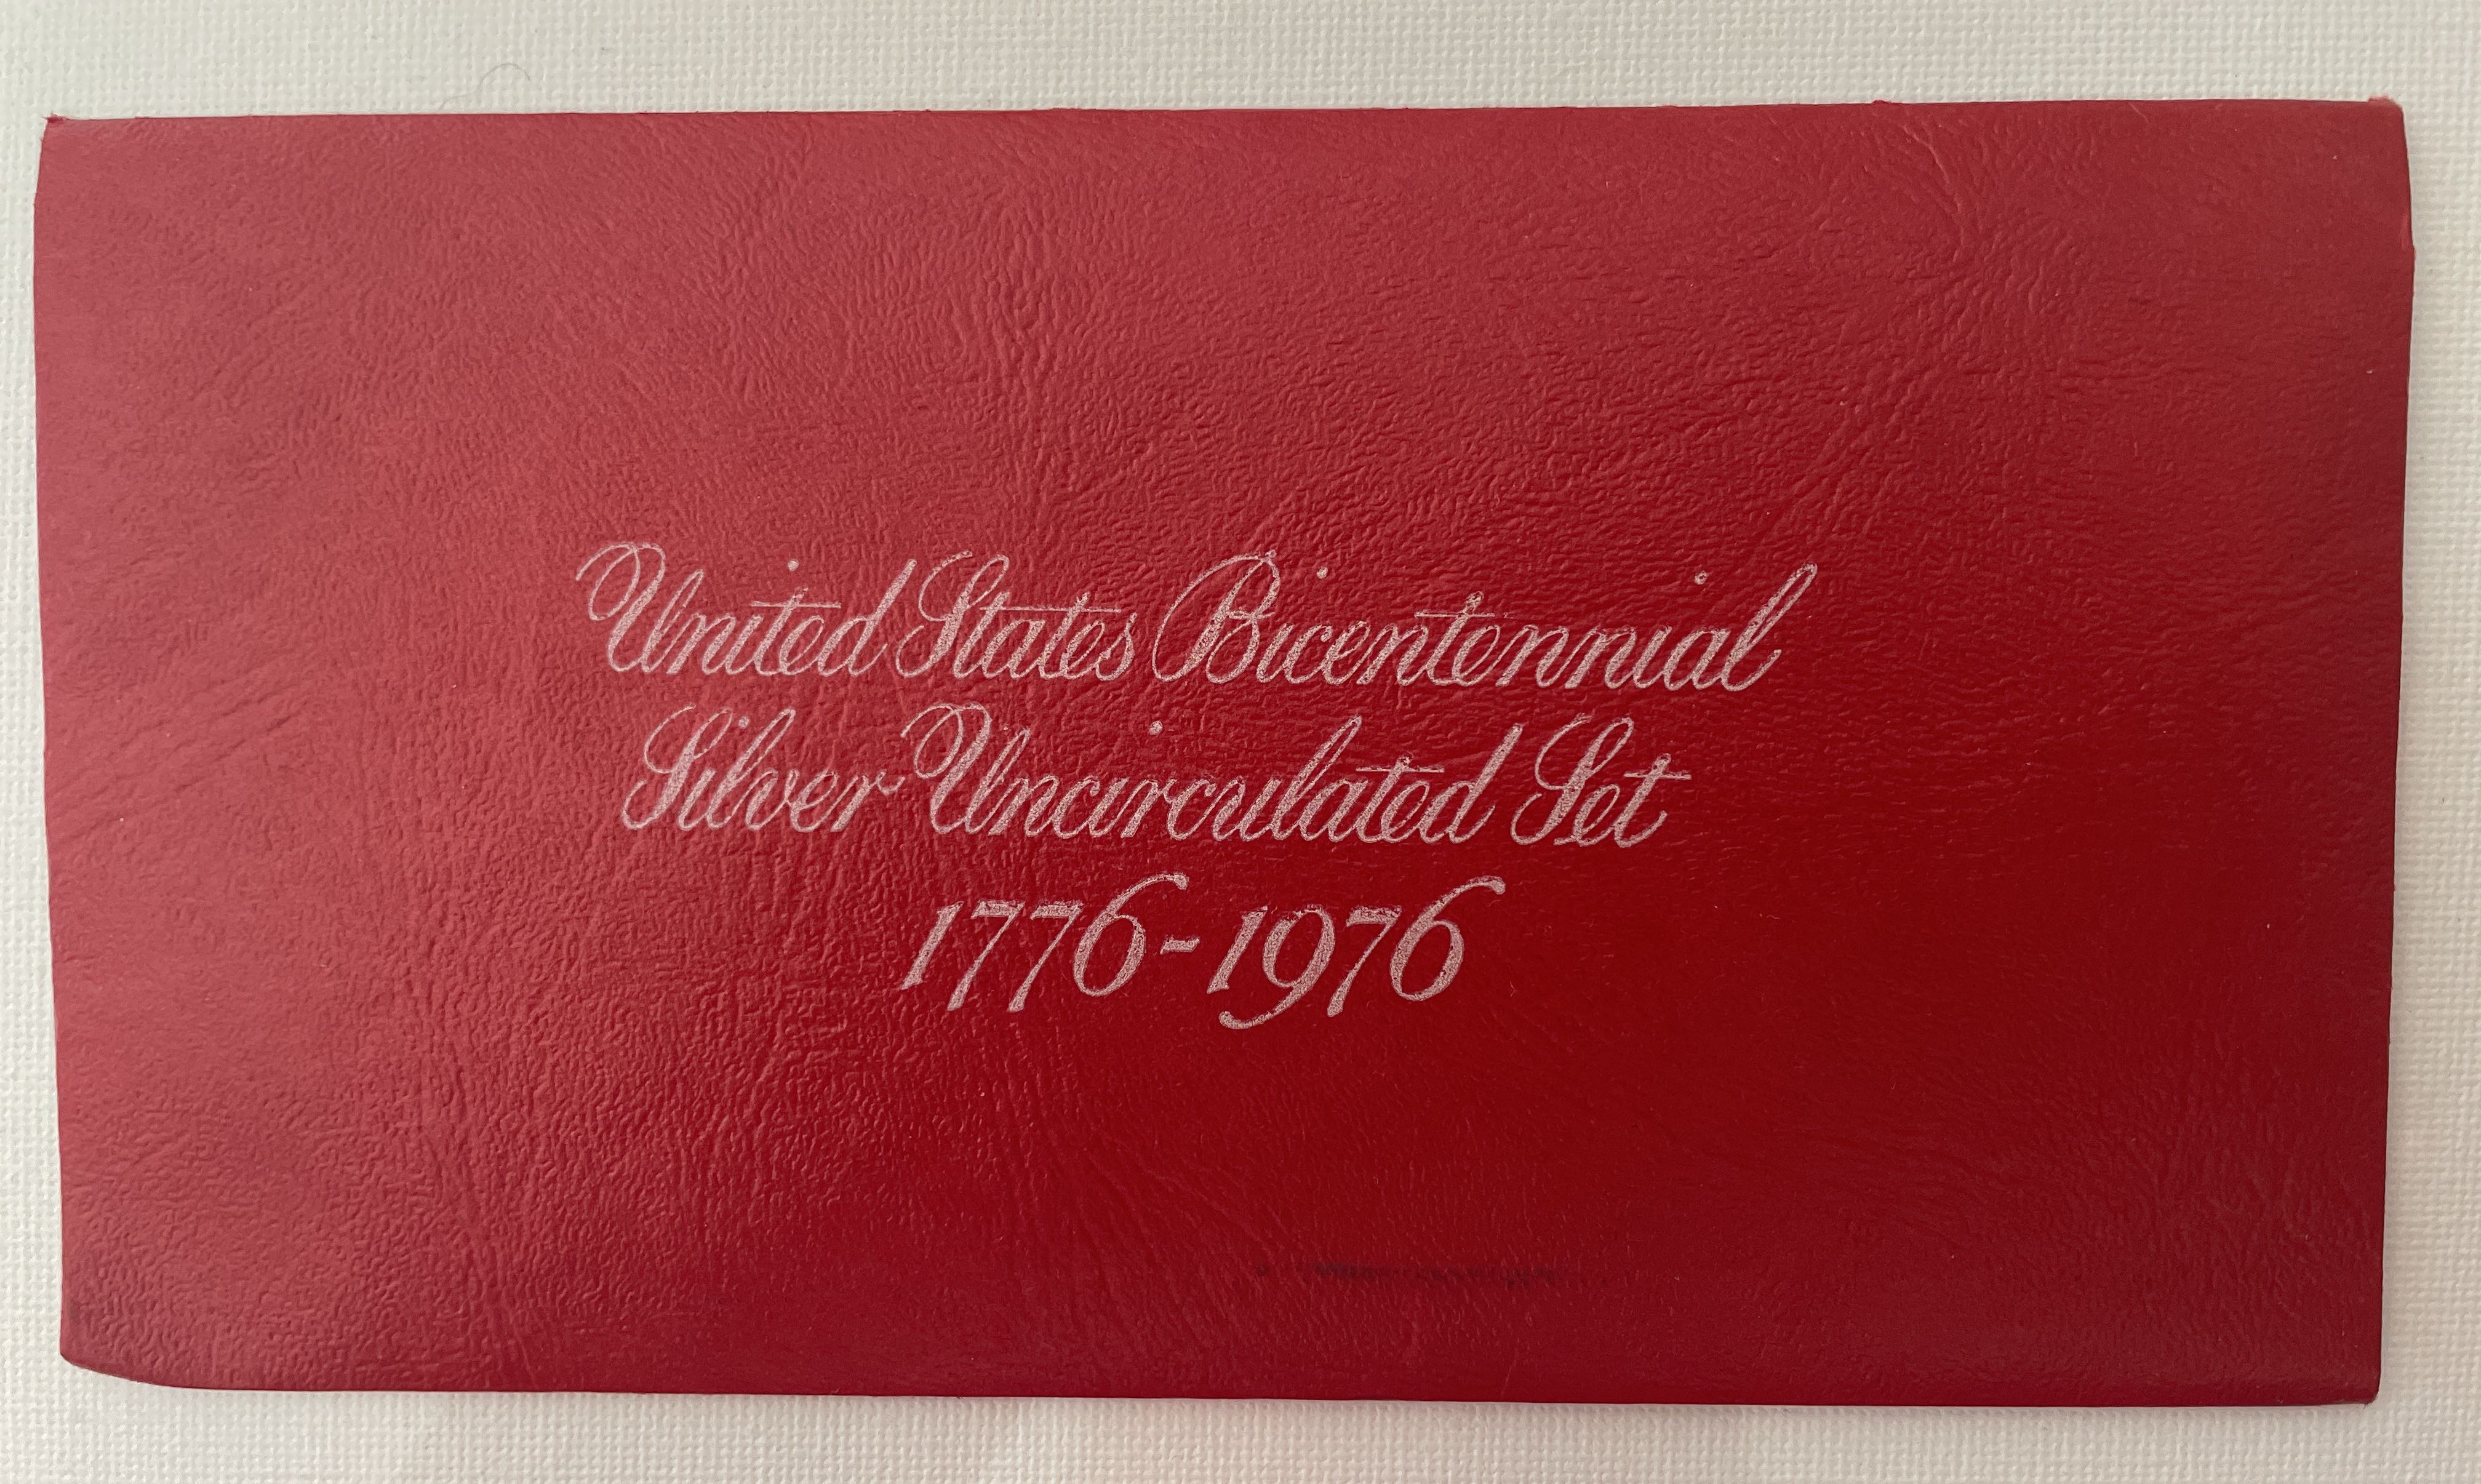 United States Bicentennial
Silver Uncirculated Set
1776-1976